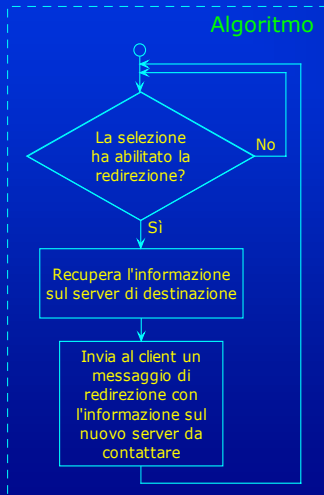 Algoritmo
La selezione
ha abilitato la
redirezione?
No
Sì
Recupera l'informazione
sul server di destinazione
Invia al client un
messaggio di
redirezione con
l'informazione sul
nuovo server da
contattare